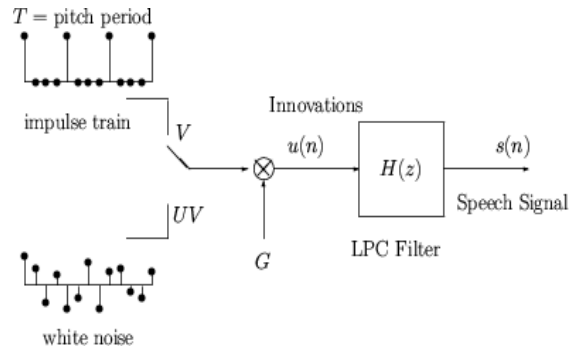 T = pitch period
impulse train
V
Innovations
u(n)
H(z)
s(n)
Speech Signal
UV
G
LPC Filter
white noise